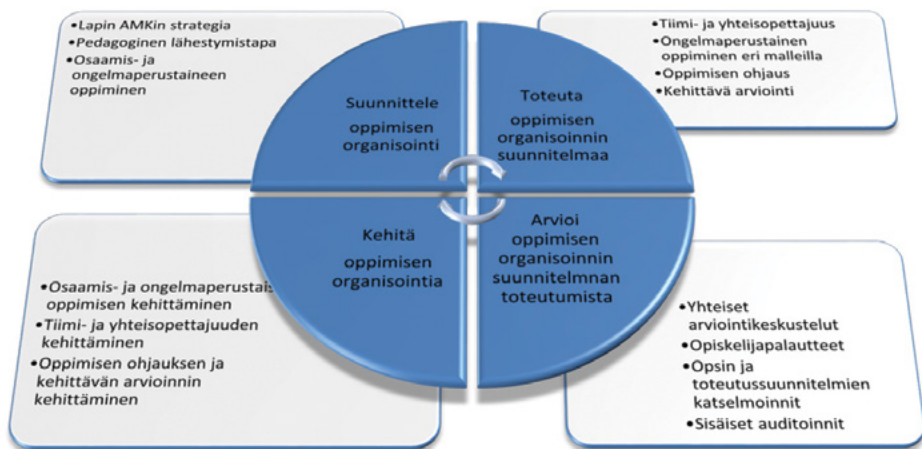 •Lapin AMKin strategia
•Pedagoginen lähestymistapa
•Osaamis- ja
ongelmaperustaineen
oppiminen
Suunnittele
oppimisen
organisointi
•Tiimi- ja yhteisopettajuus
•Ongelmaperustainen
oppiminen eri malleilla
•Oppimisen ohjaus
•Kehittävä arviointi
Toteuta
oppimisen
organisoinnin
suunnitelmaa
Kehitä
oppimisen
organisointia
•Osaamis- ja ongelmaperustais
oppimisen kehittäminen
•Tiimi- ja yhteisopettajuuden
kehittäminen
•Oppimisen ohjauksen ja
kehittävän arvioinnin
kehittäminen
Arvioi
oppimisen
organisoinnin
suunnitelmnan
toteutumista
•Yhteiset
arviointikeskustelut
•Opiskelijapalautteet
•Opsin ja
toteutussuunnitelmien
katselmoinnit
•Sisäiset auditoinnit